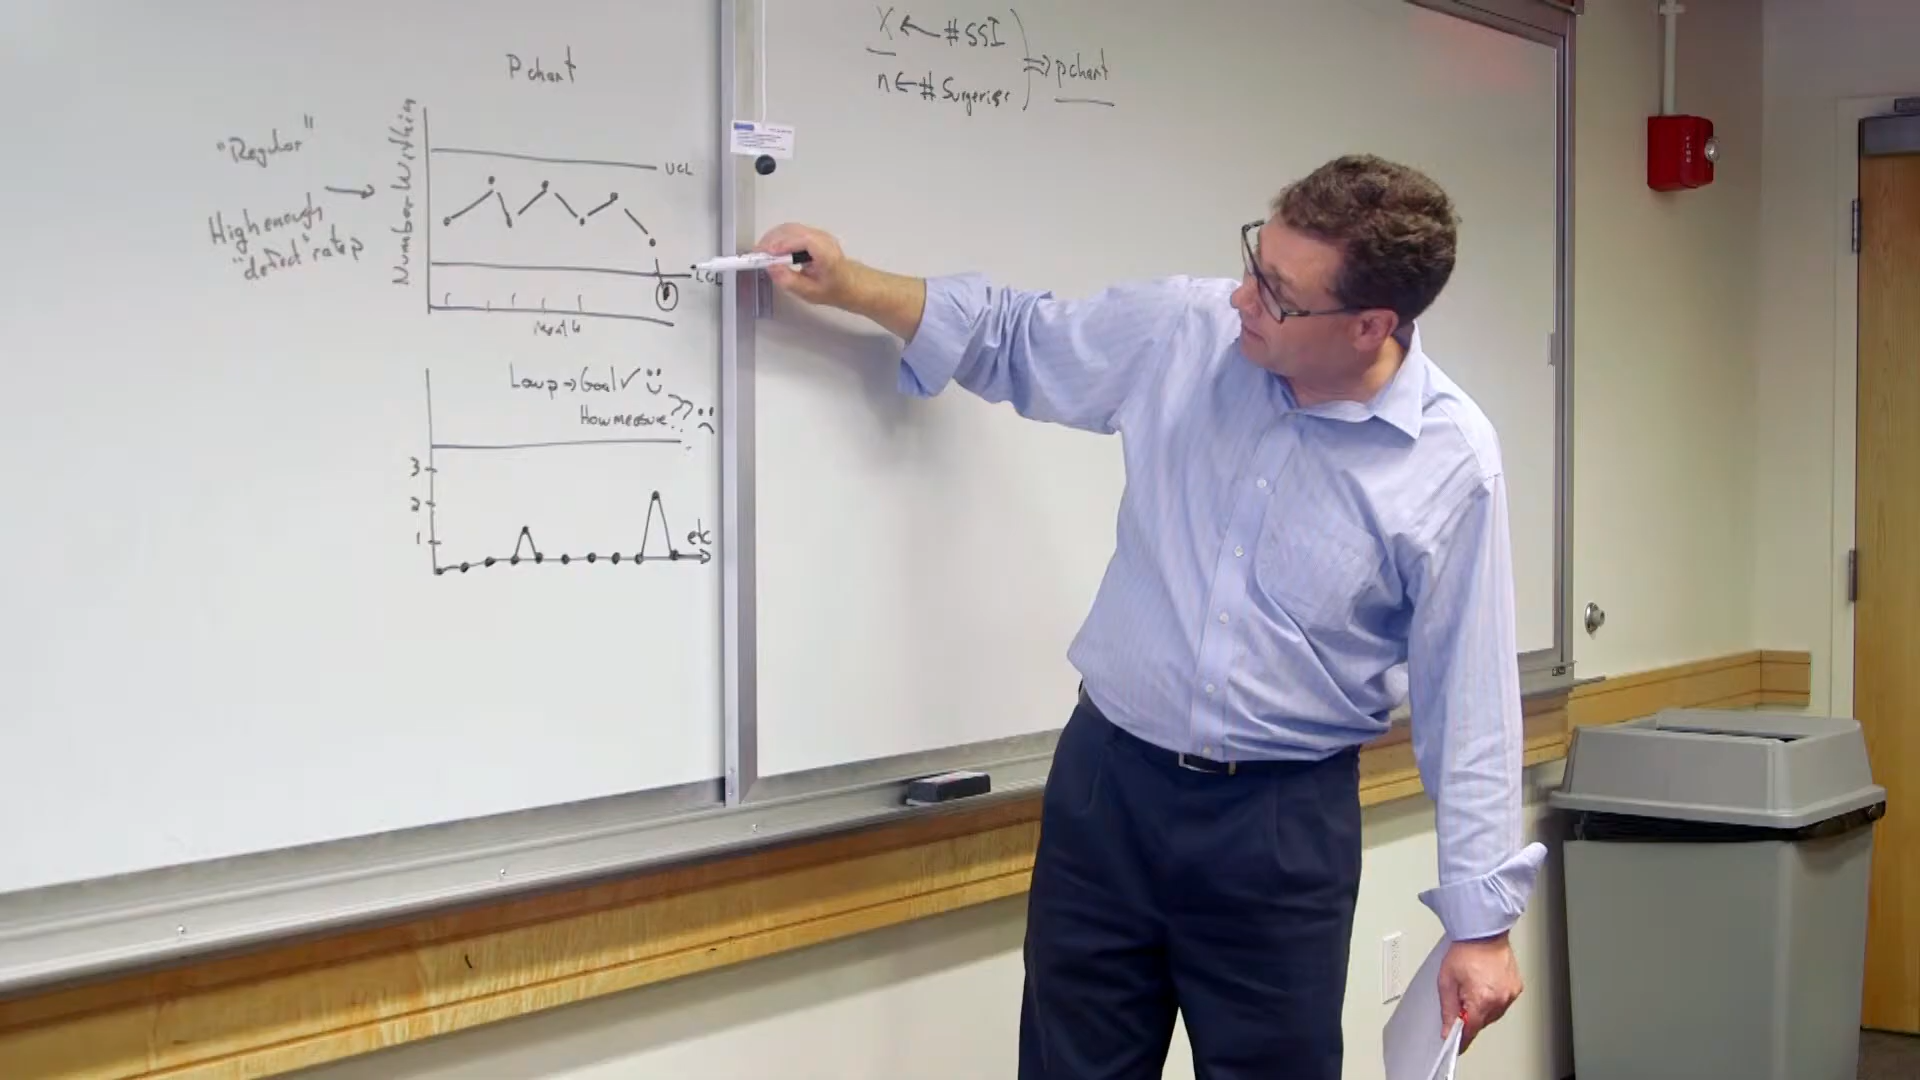 P chart
"Regular"
High enough
"defect" rate p
Number Within
UCL
LCL
Month
Low p → Goal ✓
How measure??
3
2
1
etc
X ← #SSI
n ← # Surgeries
⇒ p chart